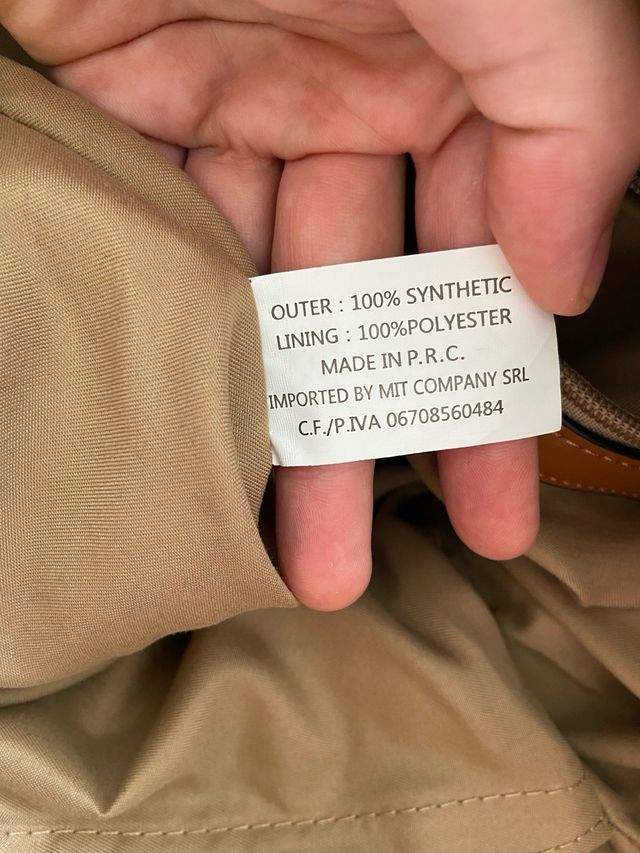 OUTER : 100% SYNTHETIC
LINING : 100%POLYESTER
MADE IN P.R.C.
IMPORTED BY MIT COMPANY SRL
C.F./P.IVA 06708560484